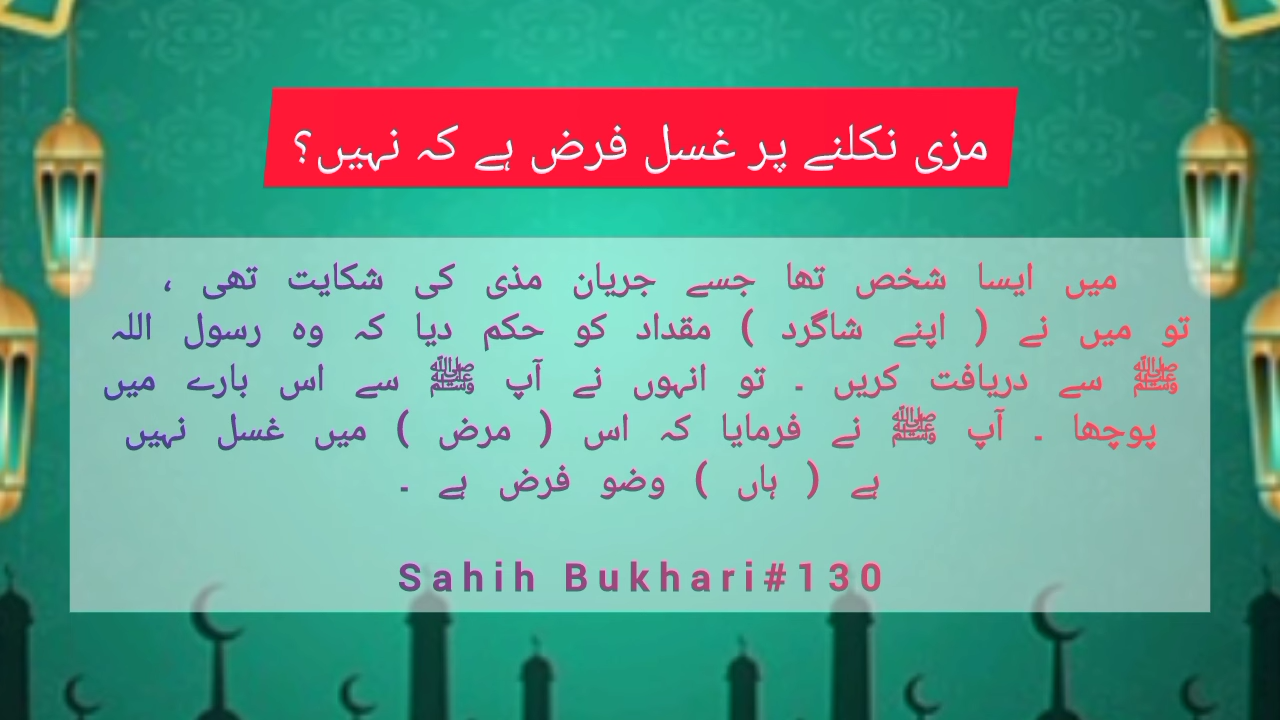 مزی نکلنے پر غسل فرض ہے کہ نہیں؟
میں ایسا شخص تھا جسے جریان مذی کی شکایت تھی ،
تو میں نے ( اپنے شاگرد ) مقداد کو حکم دیا کہ وہ رسول اللہ
ﷺ سے دریافت کریں ۔ تو انہوں نے آپ ﷺ سے اس بارے میں
پوچھا ۔ آپ ﷺ نے فرمایا کہ اس ( مرض ) میں غسل نہیں
ہے ( ہاں ) وضو فرض ہے ۔
Sahih Bukhari#130